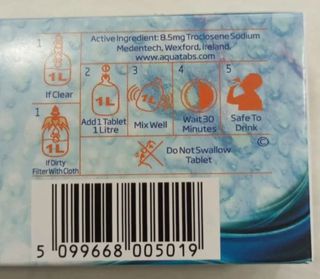 Active Ingredient: 8.5mg Troclosene Sodium
Medentech, Wexford, Ireland.
www.aquatabs.com
1
1L
If Clear
2
1L
Add 1 Tablet
1 Litre
3
1L
Mix Well
4
Wait 30
Minutes
5
Safe To
Drink
1
1L
If Dirty
Filter With Cloth
Do Not Swallow
Tablet
©
5 099668 005019